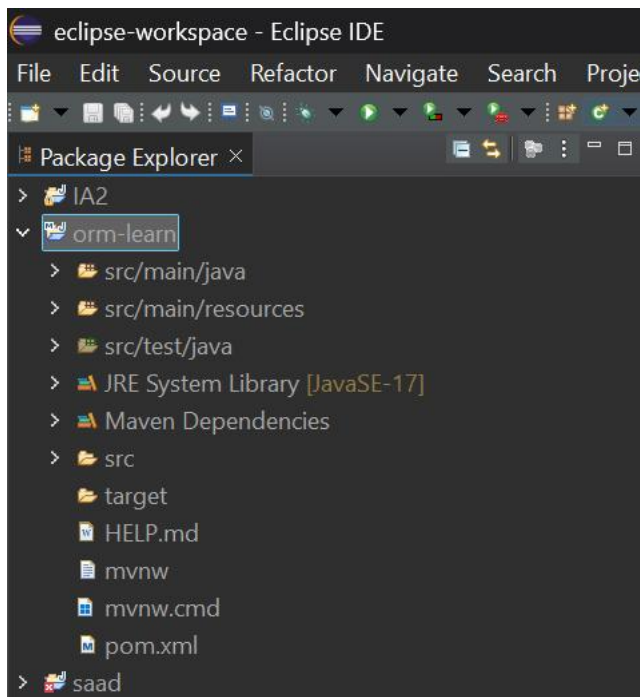 eclipse-workspace - Eclipse IDE
File Edit Source Refactor Navigate Search Proje
Package Explorer
IA2
orm-learn
src/main/java
src/main/resources
src/test/java
JRE System Library [JavaSE-17]
Maven Dependencies
src
target
HELP.md
mvnw
mvnw.cmd
pom.xml
saad